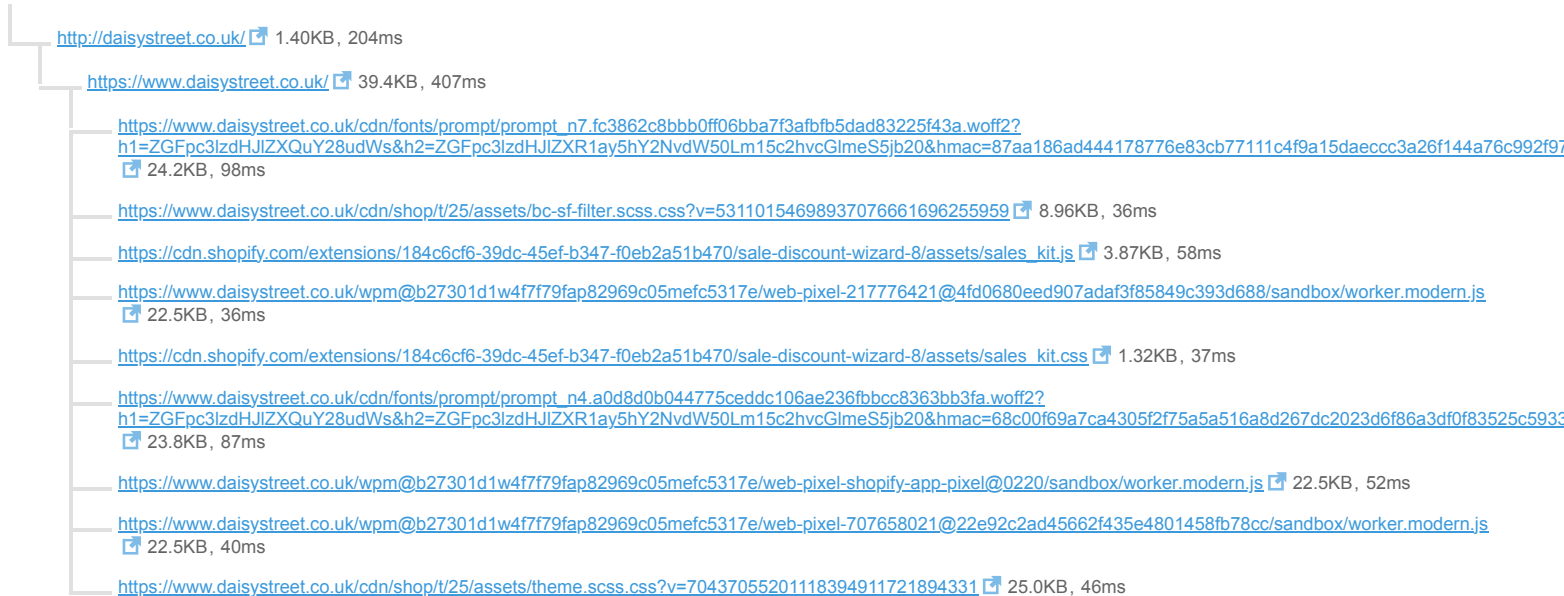 http://daisystreet.co.uk/ 1.40KB, 204ms
https://www.daisystreet.co.uk/ 39.4KB, 407ms
https://www.daisystreet.co.uk/cdn/fonts/prompt/prompt_n7.fc3862c8bbb0ff06bba7f3afbfb5dad83225f43a.woff2?
h1=ZGFpc3lzdHJlZXQuY28udWs&h2=ZGFpc3lzdHJlZXR1ay5hY2NvdW50Lm15c2hvcGlmeS5jb20&hmac=87aa186ad444178776e83cb77111c4f9a15daeccc3a26f144a76c992f97
24.2KB, 98ms
https://www.daisystreet.co.uk/cdn/shop/t/25/assets/bc-sf-filter.scss.css?v=53110154698937076661696255959 8.96KB, 36ms
https://cdn.shopify.com/extensions/184c6cf6-39dc-45ef-b347-f0eb2a51b470/sale-discount-wizard-8/assets/sales_kit.js 3.87KB, 58ms
https://www.daisystreet.co.uk/wpm@b27301d1w4f7f79fap82969c05mefc5317e/web-pixel-217776421@4fd0680eed907adaf3f85849c393d688/sandbox/worker.modern.js
22.5KB, 36ms
https://cdn.shopify.com/extensions/184c6cf6-39dc-45ef-b347-f0eb2a51b470/sale-discount-wizard-8/assets/sales_kit.css 1.32KB, 37ms
https://www.daisystreet.co.uk/cdn/fonts/prompt/prompt_n4.a0d8d0b044775ceddc106ae236fbbcc8363bb3fa.woff2?
h1=ZGFpc3lzdHJlZXQuY28udWs&h2=ZGFpc3lzdHJlZXR1ay5hY2NvdW50Lm15c2hvcGlmeS5jb20&hmac=68c00f69a7ca4305f2f75a5a516a8d267dc2023d6f86a3df0f83525c5933
23.8KB, 87ms
https://www.daisystreet.co.uk/wpm@b27301d1w4f7f79fap82969c05mefc5317e/web-pixel-shopify-app-pixel@0220/sandbox/worker.modern.js 22.5KB, 52ms
https://www.daisystreet.co.uk/wpm@b27301d1w4f7f79fap82969c05mefc5317e/web-pixel-707658021@22e92c2ad45662f435e4801458fb78cc/sandbox/worker.modern.js
22.5KB, 40ms
https://www.daisystreet.co.uk/cdn/shop/t/25/assets/theme.scss.css?v=70437055201118394911721894331 25.0KB, 46ms